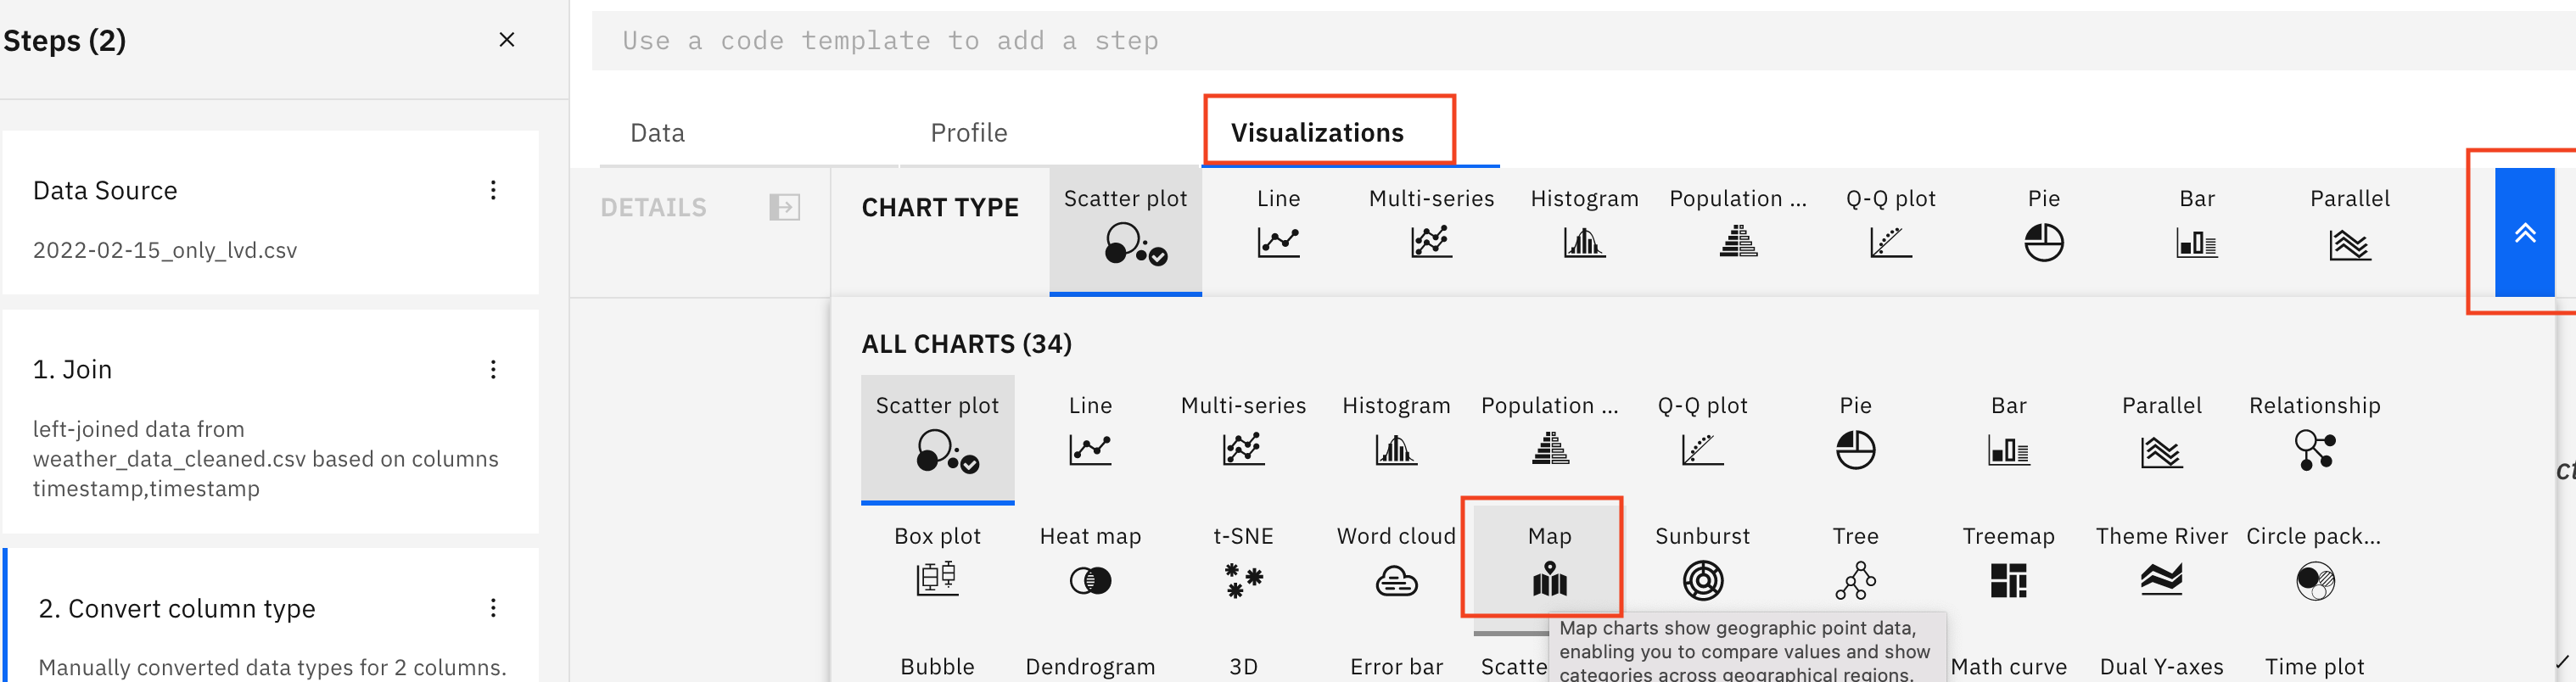 Steps (2)
Use a code template to add a step
Data Source
2022-02-15_only_lvd.csv
1. Join
left-joined data from
weather_data_cleaned.csv based on columns
timestamp,timestamp
2. Convert column type
Manually converted data types for 2 columns.
Data Profile Visualizations
DETAILS
CHART TYPE
Scatter plot Line Multi-series Histogram Population ... Q-Q plot Pie Bar Parallel
ALL CHARTS (34)
Scatter plot Line Multi-series Histogram Population ... Q-Q plot Pie Bar Parallel Relationship
Box plot Heat map t-SNE Word cloud Map Sunburst Tree Treemap Theme River Circle pack...
Map charts show geographic point data,
enabling you to compare values and show
categories across geographical regions.
Bubble Dendrogram 3D Error bar Scatte Math curve Dual Y-axes Time plot